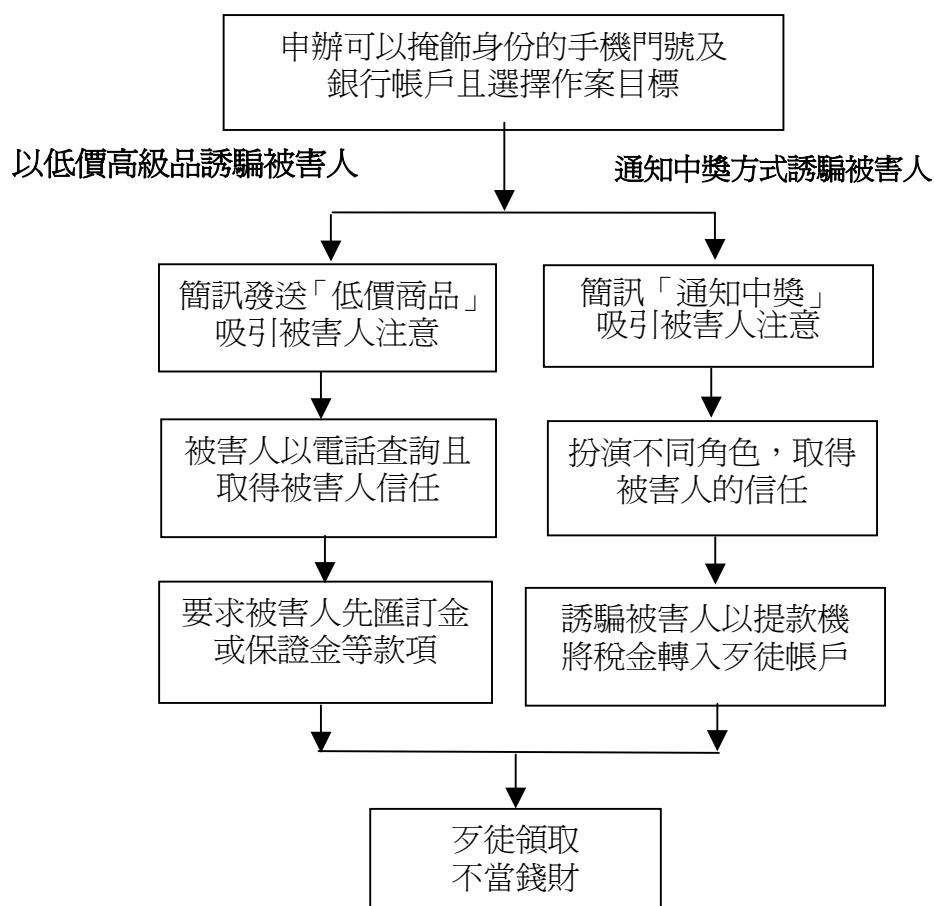 申辦可以掩飾身份的手機門號及
銀行帳戶且選擇作案目標
以低價高級品誘騙被害人
通知中獎方式誘騙被害人
簡訊發送「低價商品」
吸引被害人注意
簡訊「通知中獎」
吸引被害人注意
被害人以電話查詢且
取得被害人信任
扮演不同角色，取得
被害人的信任
要求被害人先匯訂金
或保證金等款項
誘騙被害人以提款機
將稅金轉入歹徒帳戶
歹徒領取
不當錢財